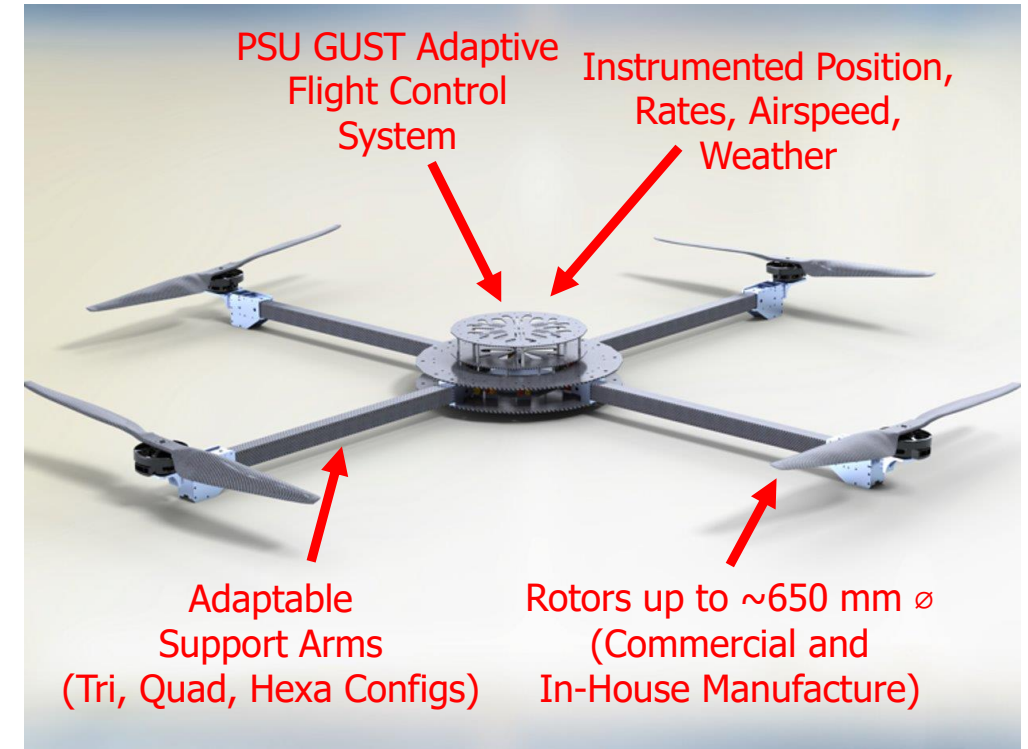 PSU GUST Adaptive
Flight Control
System
Instrumented Position,
Rates, Airspeed,
Weather
Adaptable
Support Arms
(Tri, Quad, Hexa Configs)
Rotors up to ~650 mm ⌀
(Commercial and
In-House Manufacture)